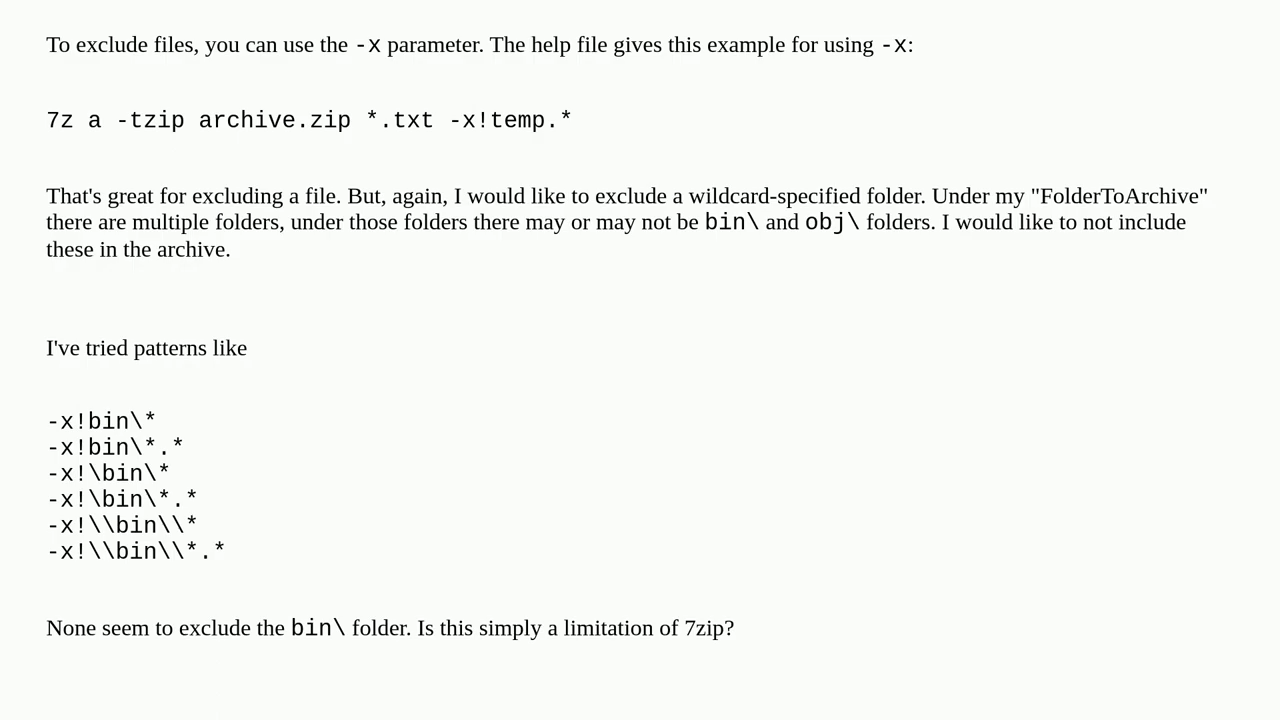 To exclude files, you can use the -x parameter. The help file gives this example for using -x:
7z a -tzip archive.zip *.txt -x!temp.*
That's great for excluding a file. But, again, I would like to exclude a wildcard-specified folder. Under my "FolderToArchive"
there are multiple folders, under those folders there may or may not be bin\ and obj\ folders. I would like to not include
these in the archive.
I've tried patterns like
-x!bin\*
-x!bin\*.*
-x!\bin\*
-x!\bin\*.*
-x!\\bin\\*
-x!\\bin\\*.*
None seem to exclude the bin\ folder. Is this simply a limitation of 7zip?